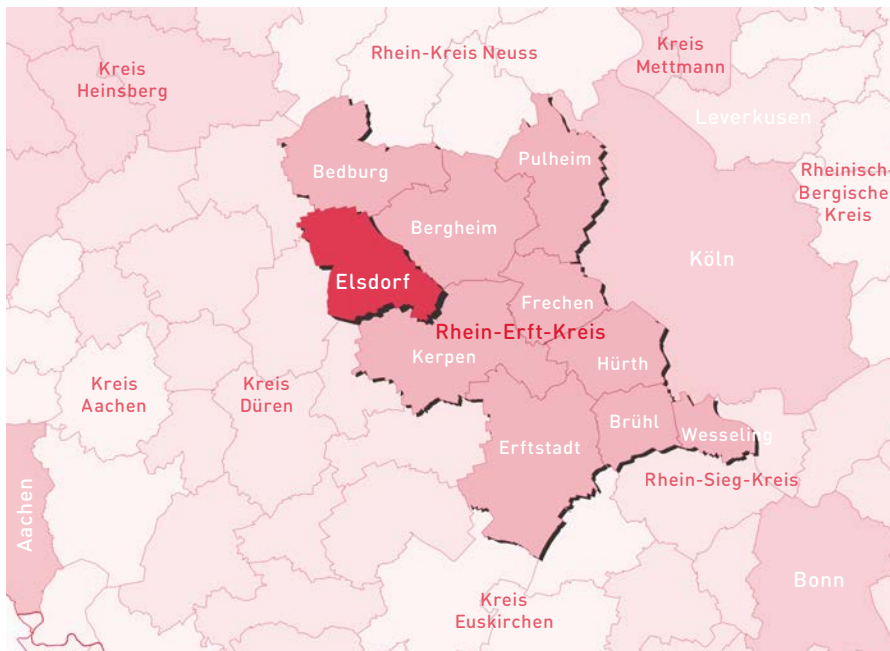 Kreis
Heinsberg
Rhein-Kreis Neuss
Kreis
Mettmann
Leverkusen
Pulheim
Bedburg
Rheinisch-
Bergischer
Kreis
Bergheim
Köln
Elsdorf
Frechen
Rhein-Erft-Kreis
Kerpen
Hürth
Kreis
Aachen
Kreis
Düren
Brühl
Wesseling
Erftstadt
Rhein-Sieg-Kreis
Aachen
Bonn
Kreis
Euskirchen